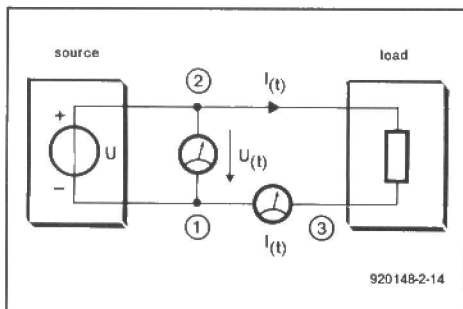 source
load
2
I(t)
+
U
U(t)
−
1
I(t)
3
920148-2-14